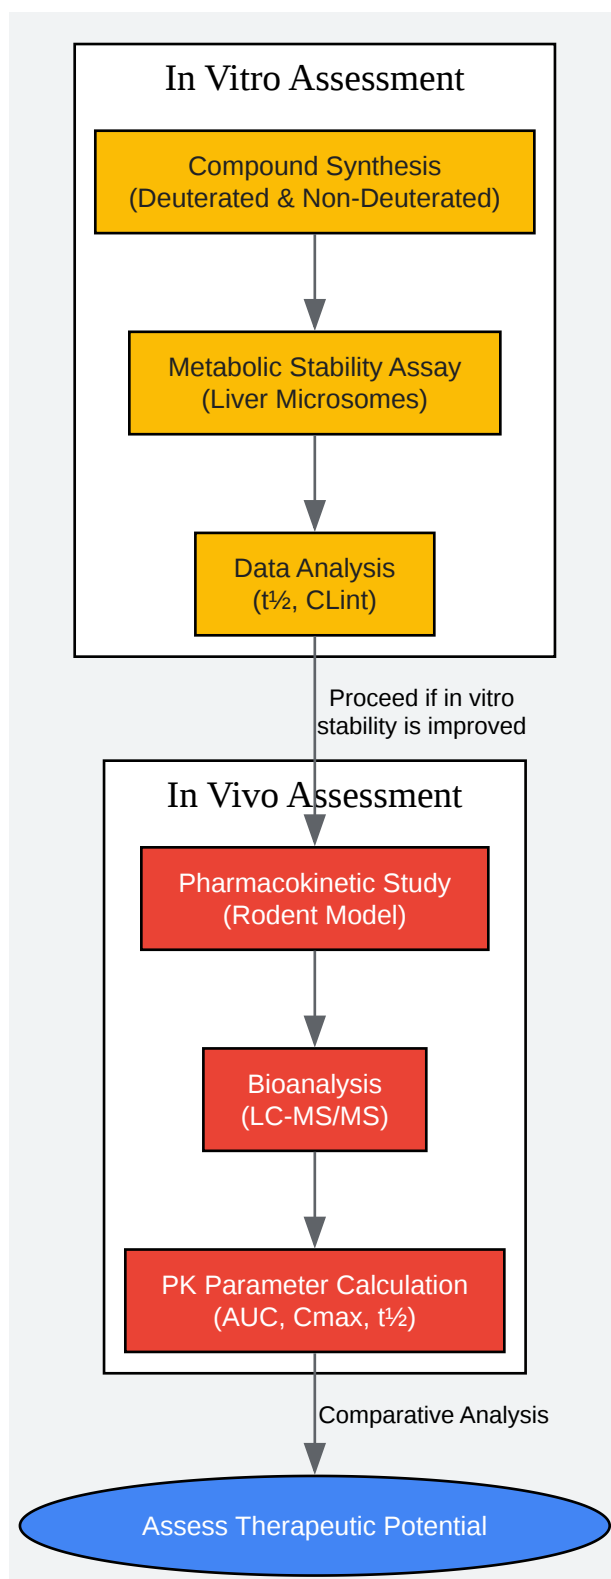 In Vitro Assessment
Compound Synthesis
(Deuterated & Non-Deuterated)
Metabolic Stability Assay
(Liver Microsomes)
Data Analysis
(t½, CLint)
Proceed if in vitro
stability is improved
In Vivo Assessment
Pharmacokinetic Study
(Rodent Model)
Bioanalysis
(LC-MS/MS)
PK Parameter Calculation
(AUC, Cmax, t½)
Comparative Analysis
Assess Therapeutic Potential